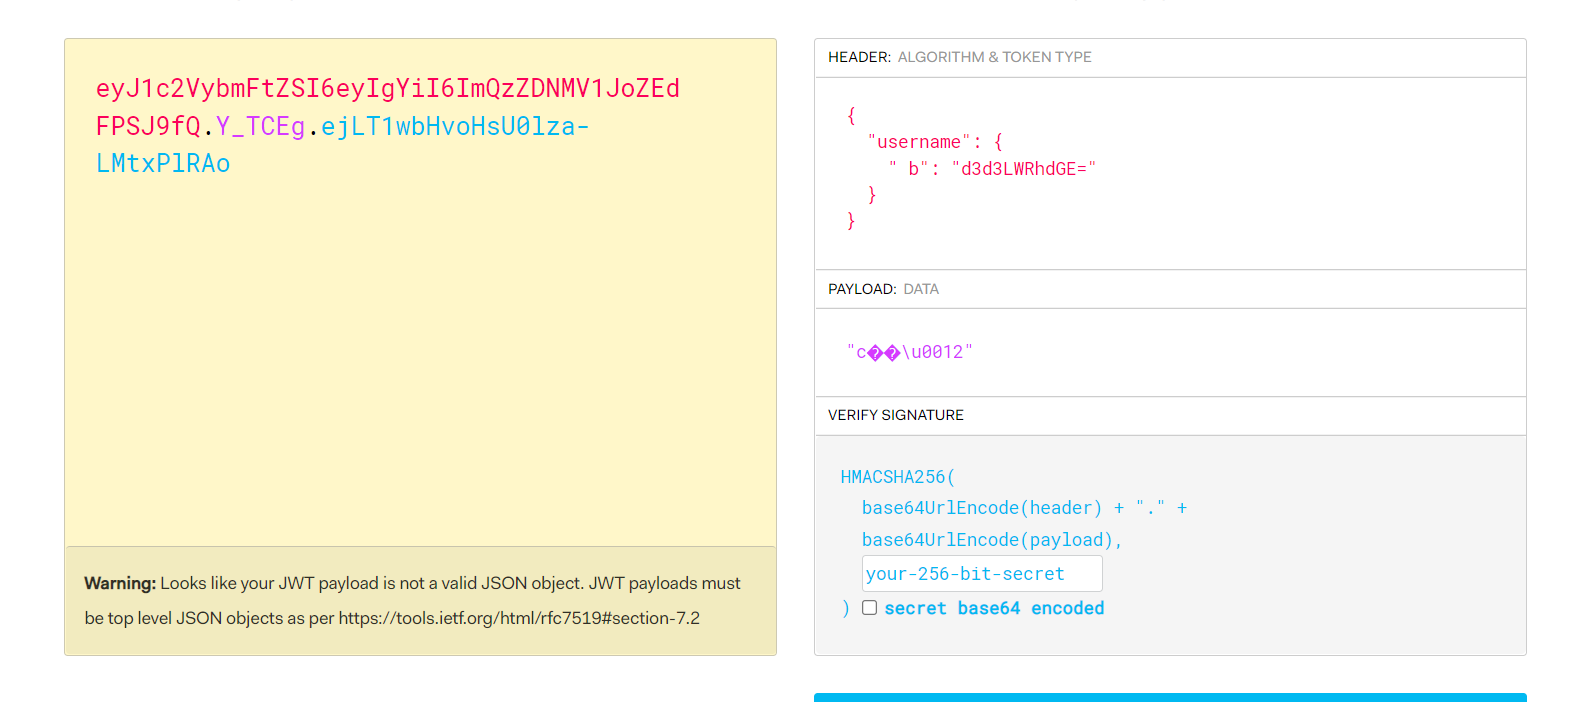 eyJ1c2VybmFtZSI6eyIgYiI6ImQzZDNMV1JoZEd
FPSJ9fQ.Y_TCEg.ejLT1wbHvoHsU0lza-
LMtxPlRAo
Warning: Looks like your JWT payload is not a valid JSON object. JWT payloads must
be top level JSON objects as per https://tools.ietf.org/html/rfc7519#section-7.2
HEADER: ALGORITHM & TOKEN TYPE
{
"username": {
" b": "d3d3LWRhdGE="
}
}
PAYLOAD: DATA
"c��\u0012"
VERIFY SIGNATURE
HMACSHA256(
base64UrlEncode(header) + "." +
base64UrlEncode(payload),
your-256-bit-secret
) secret base64 encoded